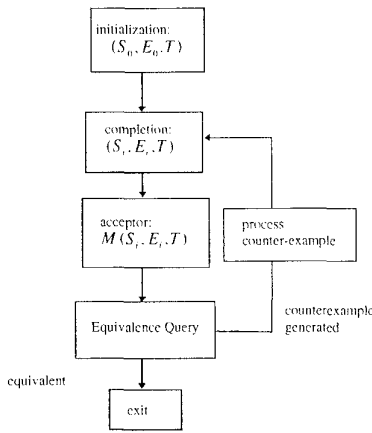 initialization:
(S₀, E₀, T)
completion:
(Sᵢ, Eᵢ, T)
acceptor:
M(Sᵢ, Eᵢ, T)
process
counter-example
Equivalence Query
counterexample
generated
equivalent
exit